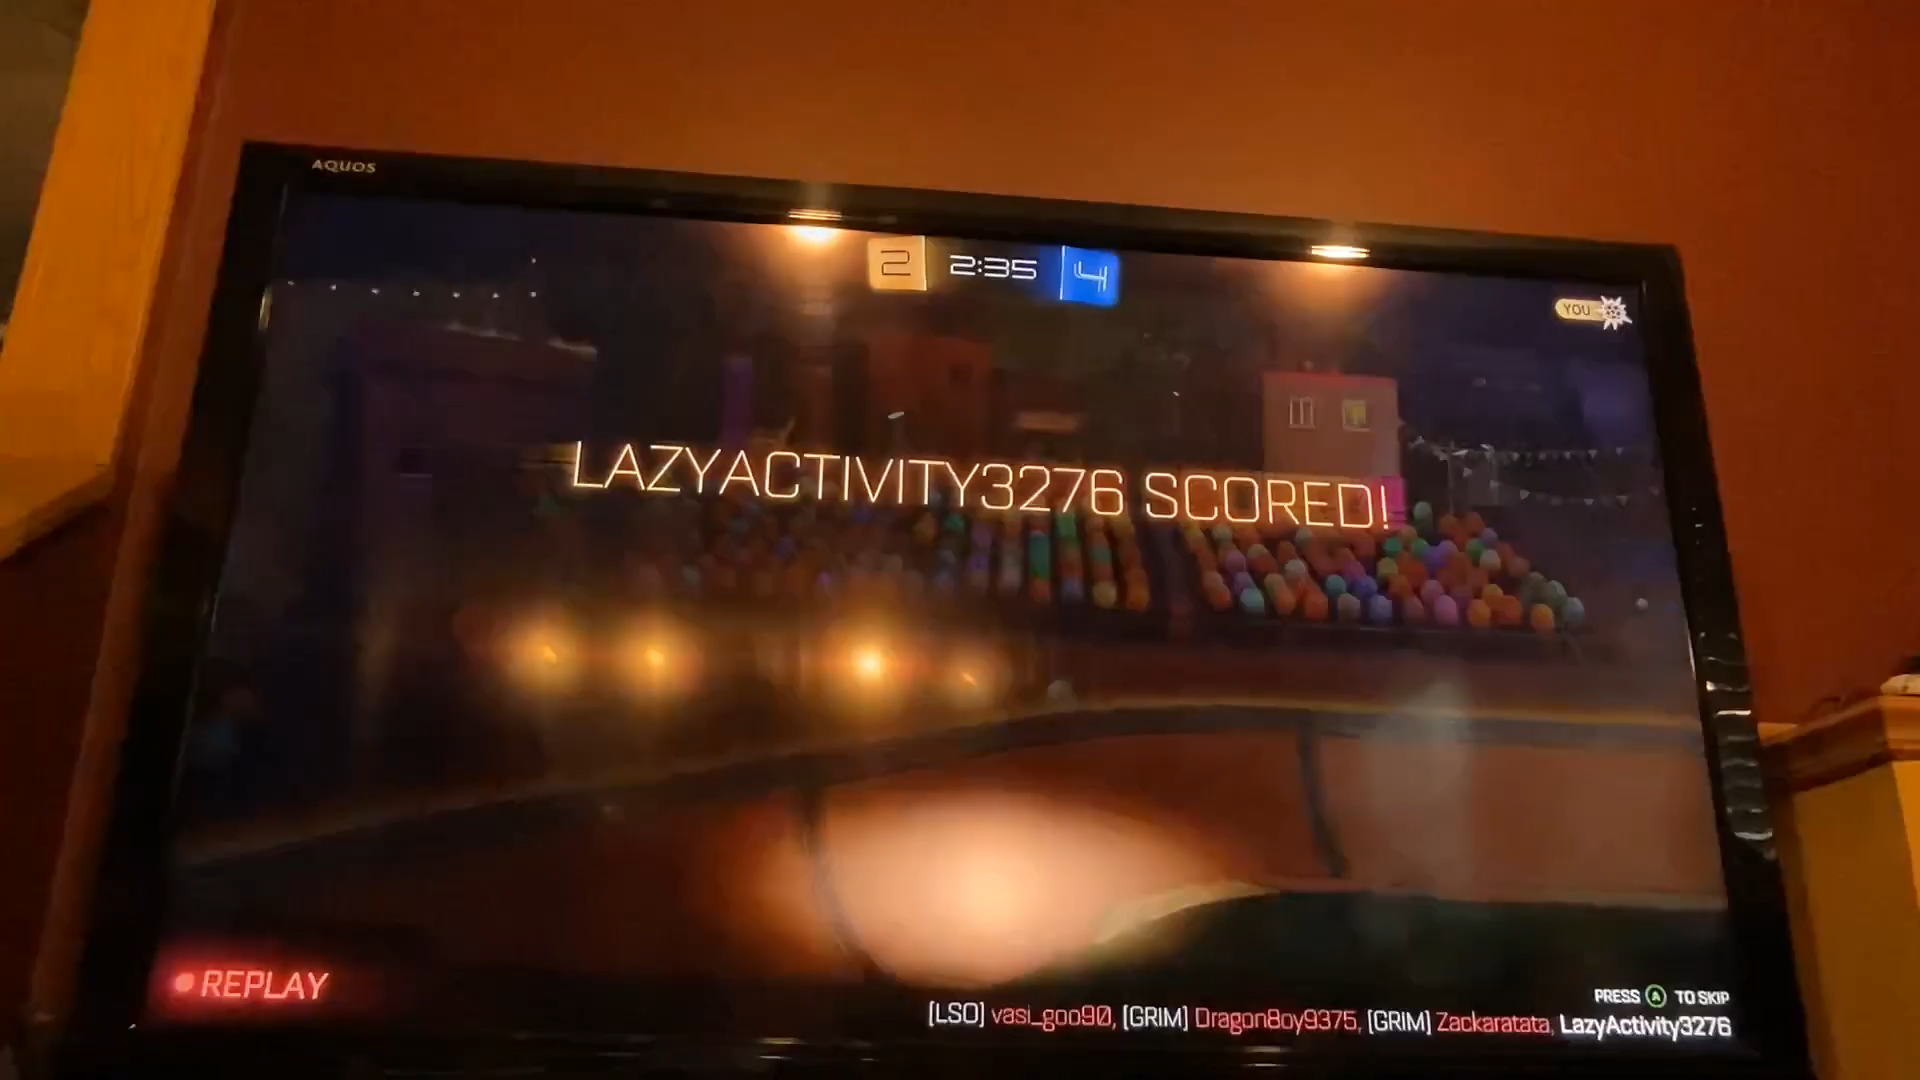 AQUOS
2 2:35 4
YOU
LAZYACTIVITY3276 SCORED!
REPLAY
PRESS A TO SKIP
[LSO] vasi_goo90, [GRIM] DragonBoy9375, [GRIM] Zackaratata, LazyActivity3276